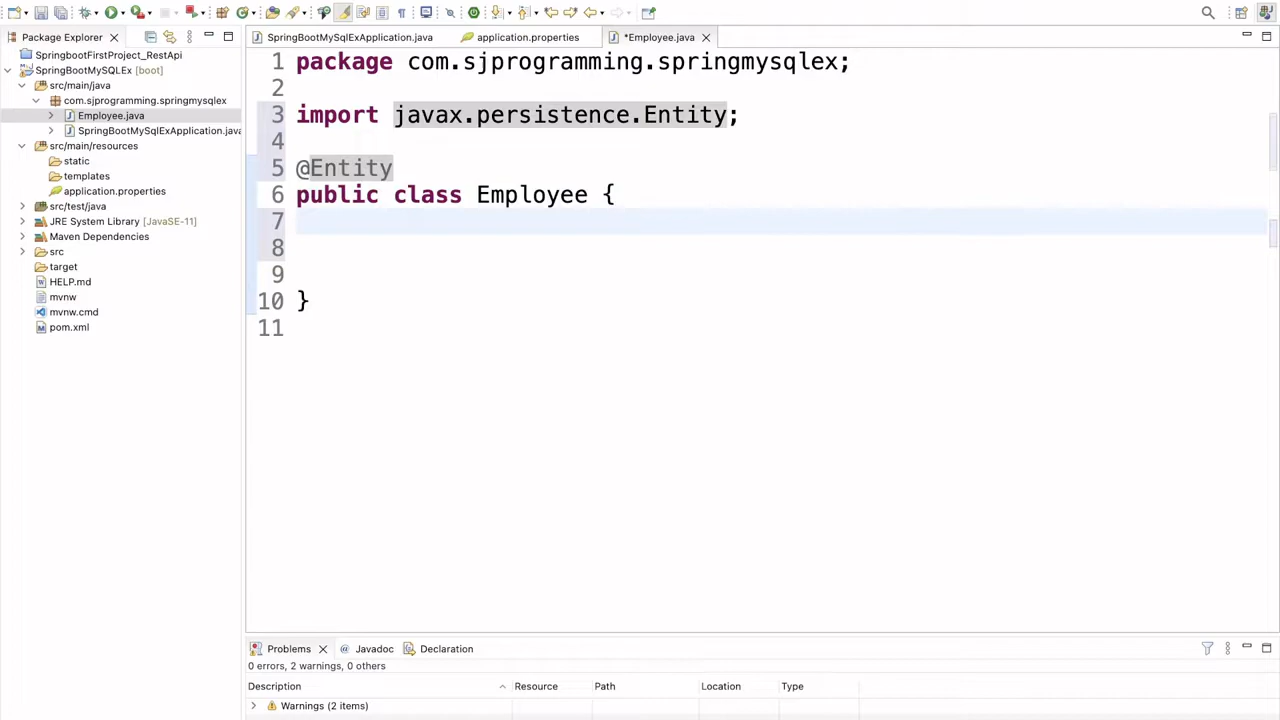 Package Explorer
SpringbootFirstProject_RestApi
SpringBootMySQLEx [boot]
src/main/java
com.sjprogramming.springmysqlex
Employee.java
SpringBootMySqlExApplication.java
src/main/resources
static
templates
application.properties
src/test/java
JRE System Library [JavaSE-11]
Maven Dependencies
src
target
HELP.md
mvnw
mvnw.cmd
pom.xml
SpringBootMySqlExApplication.java application.properties *Employee.java
1 package com.sjprogramming.springmysqlex;
2
3 import javax.persistence.Entity;
4
5 @Entity
6 public class Employee {
7
8
9
10 }
11
Problems @ Javadoc Declaration
0 errors, 2 warnings, 0 others
Description Resource Path Location Type
Warnings (2 items)